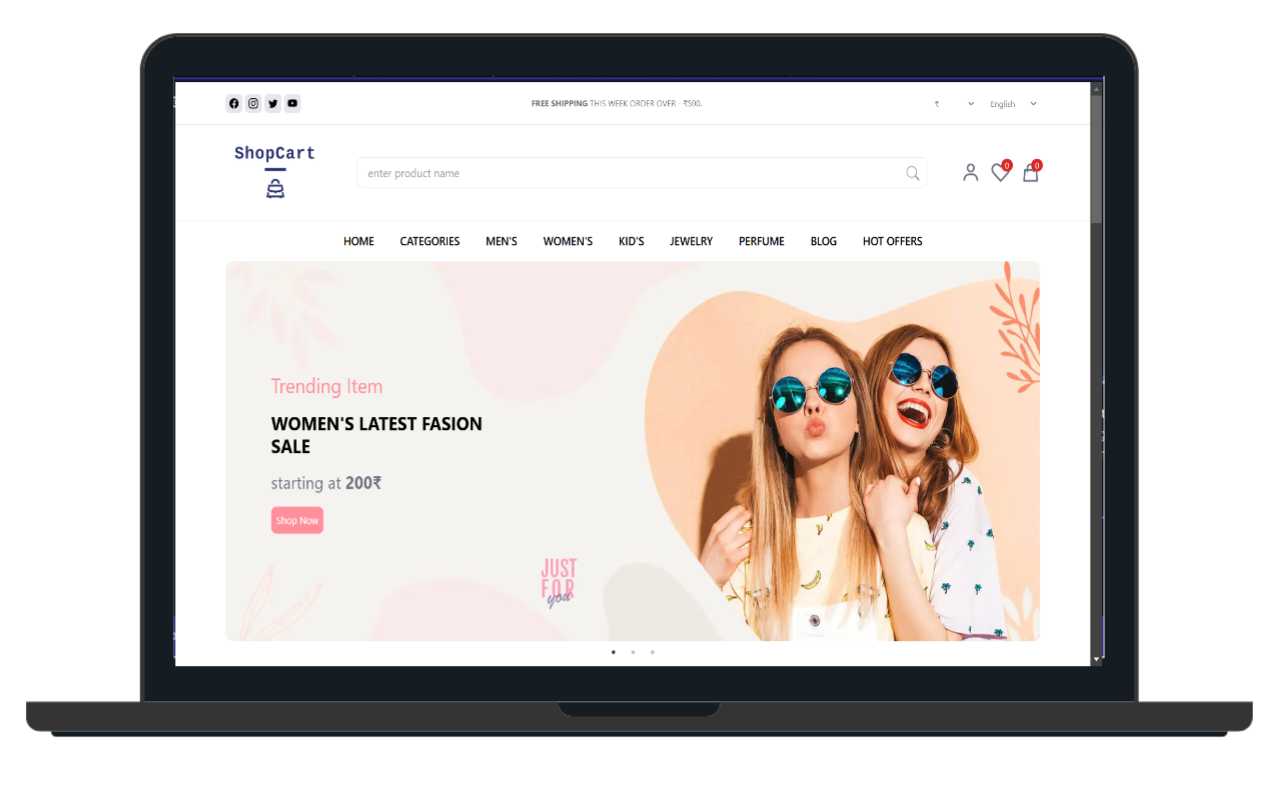 FREE SHIPPING THIS WEEK ORDER OVER - ₹500.
₹ English
ShopCart
enter product name
0
0
HOME CATEGORIES MEN'S WOMEN'S KID'S JEWELRY PERFUME BLOG HOT OFFERS
Trending Item
WOMEN'S LATEST FASION
SALE
starting at 200₹
Shop Now
JUST
FOR
you